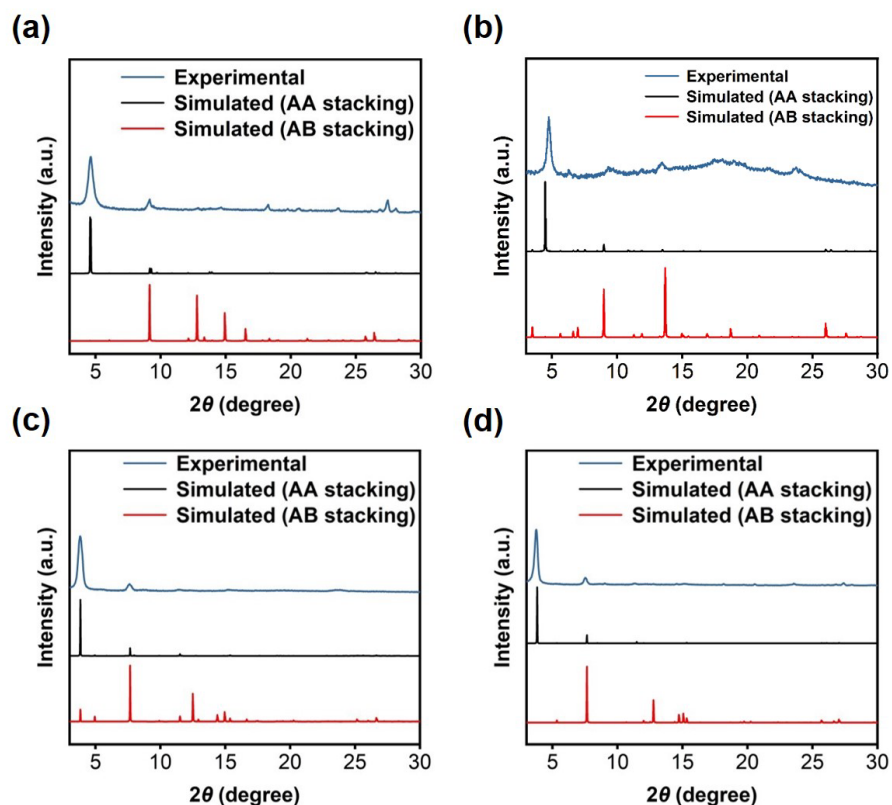 (a)
Experimental
Simulated (AA stacking)
Simulated (AB stacking)
Intensity (a.u.)
5 10 15 20 25 30
2θ (degree)
(b)
Experimental
Simulated (AA stacking)
Simulated (AB stacking)
Intensity (a.u.)
5 10 15 20 25 30
2θ (degree)
(c)
Experimental
Simulated (AA stacking)
Simulated (AB stacking)
Intensity (a.u.)
5 10 15 20 25 30
2θ (degree)
(d)
Experimental
Simulated (AA stacking)
Simulated (AB stacking)
Intensity (a.u.)
5 10 15 20 25 30
2θ (degree)